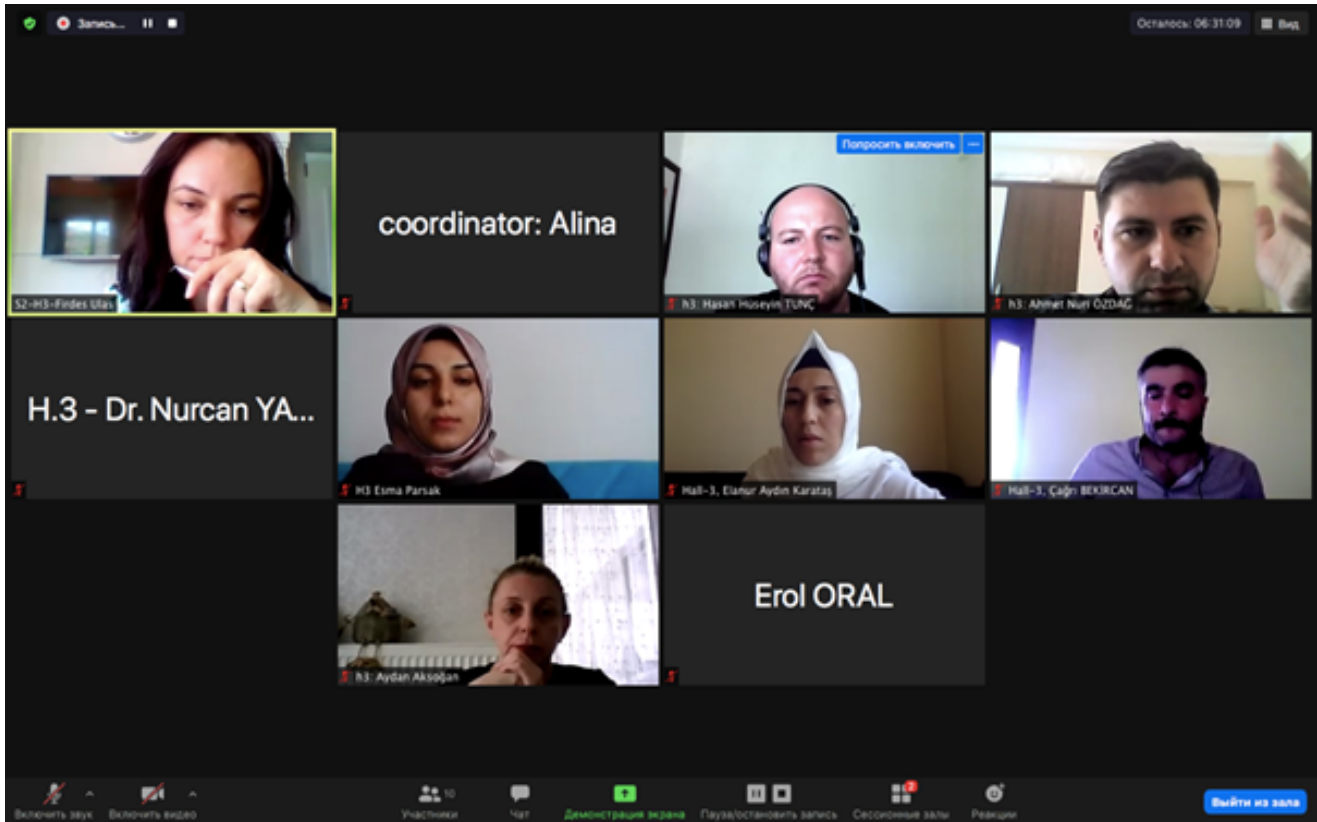 Запись...
Осталось: 06:31:09
Вид
Попросить включить
S2-H3-Firdes Ulas
coordinator: Alina
h3: Hasan Hüseyin TUNÇ
h3: Ahmet Nuri ÖZDAĞ
H.3 - Dr. Nurcan YA...
H3 Esma Parsak
Hall-3, Elanur Aydın Karataş
Hall-3, Çağrı BEKİRCAN
h3: Aydan Aksoğan
Erol ORAL
Включить звук
Включить видео
10
Участники
Чат
Демонстрация экрана
Пауза/остановить запись
2
Сессионные залы
Реакции
Выйти из зала